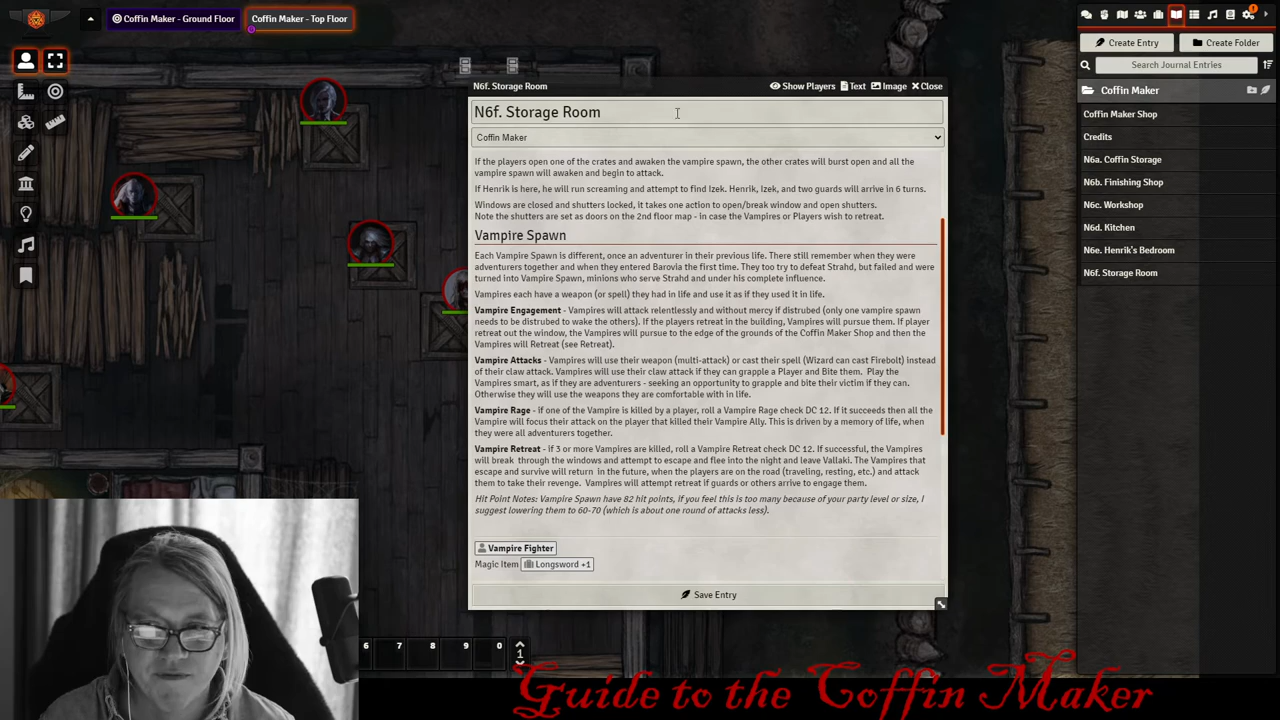 Coffin Maker - Ground Floor
Coffin Maker - Top Floor
Create Entry
Create Folder
Search Journal Entries
Coffin Maker
Coffin Maker Shop
Credits
N6a. Coffin Storage
N6b. Finishing Shop
N6c. Workshop
N6d. Kitchen
N6e. Henrik's Bedroom
N6f. Storage Room
N6f. Storage Room
Show Players
Text
Image
Close
N6f. Storage Room
Coffin Maker
If the players open one of the crates and awaken the vampire spawn, the other crates will burst open and all the
vampire spawn will awaken and begin to attack.
If Henrik is here, he will run screaming and attempt to find Izek. Henrik, Izek, and two guards will arrive in 6 turns.
Windows are closed and shutters locked, it takes one action to open/break window and open shutters.
Note the shutters are set as doors on the 2nd floor map - in case the Vampires or Players wish to retreat.
Vampire Spawn
Each Vampire Spawn is different, once an adventurer in their previous life. There still remember when they were
adventurers together and when they entered Barovia the first time. They too try to defeat Strahd, but failed and were
turned into Vampire Spawn, minions who serve Strahd and under his complete influence.
Vampires each have a weapon (or spell) they had in life and use it as if they used it in life.
Vampire Engagement - Vampires will attack relentlessly and without mercy if distrubed (only one vampire spawn
needs to be distrubed to wake the others). If the players retreat in the building, Vampires will pursue them. If player
retreat out the window, the Vampires will pursue to the edge of the grounds of the Coffin Maker Shop and then the
Vampires will Retreat (see Retreat).
Vampire Attacks - Vampires will use their weapon (multi-attack) or cast their spell (Wizard can cast Firebolt) instead
of their claw attack. Vampires will use their claw attack if they can grapple a Player and Bite them. Play the
Vampires smart, as if they are adventurers - seeking an opportunity to grapple and bite their victim if they can.
Otherwise they will use the weapons they are comfortable with in life.
Vampire Rage - if one of the Vampire is killed by a player, roll a Vampire Rage check DC 12. If it succeeds then all the
Vampire will focus their attack on the player that killed their Vampire Ally. This is driven by a memory of life, when
they were all adventurers together.
Vampire Retreat - if 3 or more Vampires are killed, roll a Vampire Retreat check DC 12. If successful, the Vampires
will break through the windows and attempt to escape and flee into the night and leave Vallaki. The Vampires that
escape and survive will return in the future, when the players are on the road (traveling, resting, etc.) and attack
them to take their revenge. Vampires will attempt retreat if guards or others arrive to engage them.
Hit Point Notes: Vampire Spawn have 82 hit points, if you feel this is too many because of your party level or size, I
suggest lowering them to 60-70 (which is about one round of attacks less).
Vampire Fighter
Magic Item Longsword +1
Save Entry
6 7 8 9 0
1
Guide to the Coffin Maker